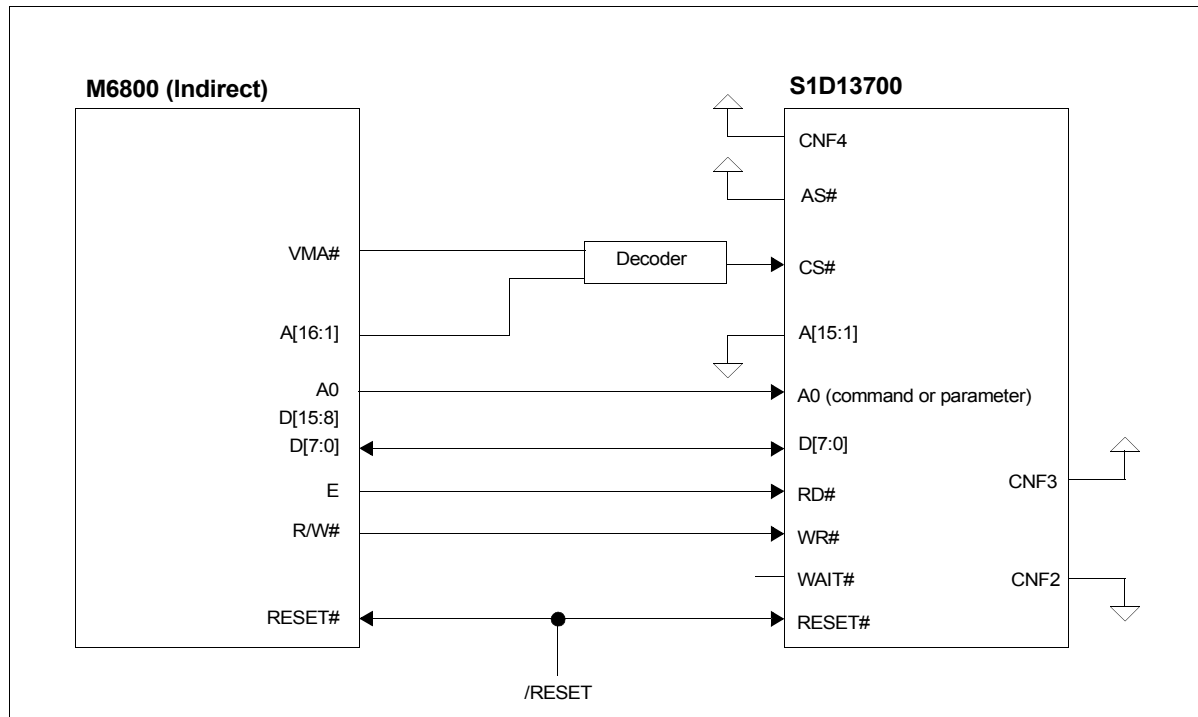 M6800 (Indirect)
S1D13700
CNF4
AS#
VMA#
Decoder
CS#
A[16:1]
A[15:1]
A0
A0 (command or parameter)
D[15:8]
D[7:0]
D[7:0]
CNF3
E
RD#
R/W#
WR#
WAIT#
CNF2
RESET#
RESET#
/RESET